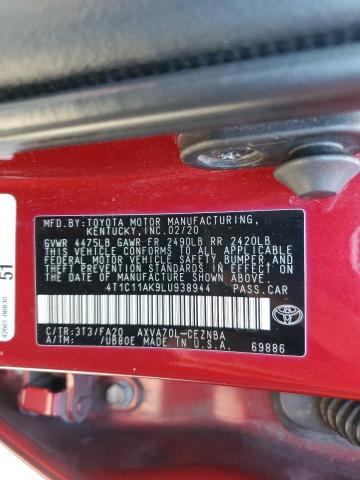 MFD.BY:TOYOTA MOTOR MANUFACTURING,
KENTUCKY, INC.02/20
GVWR 4475LB GAWR FR 2490LB RR 2420LB
THIS VEHICLE CONFORMS TO ALL APPLICABLE
FEDERAL MOTOR VEHICLE SAFETY, BUMPER, AND
THEFT PREVENTION STANDARDS IN EFFECT ON
THE DATE OF MANUFACTURE SHOWN ABOVE.
4T1C11AK9LU938944 PASS.CAR
C/TR:3T3/FA20 AXVA70L-CEZNBA
A/TM: /UB80E MADE IN U.S.A.
69886
51